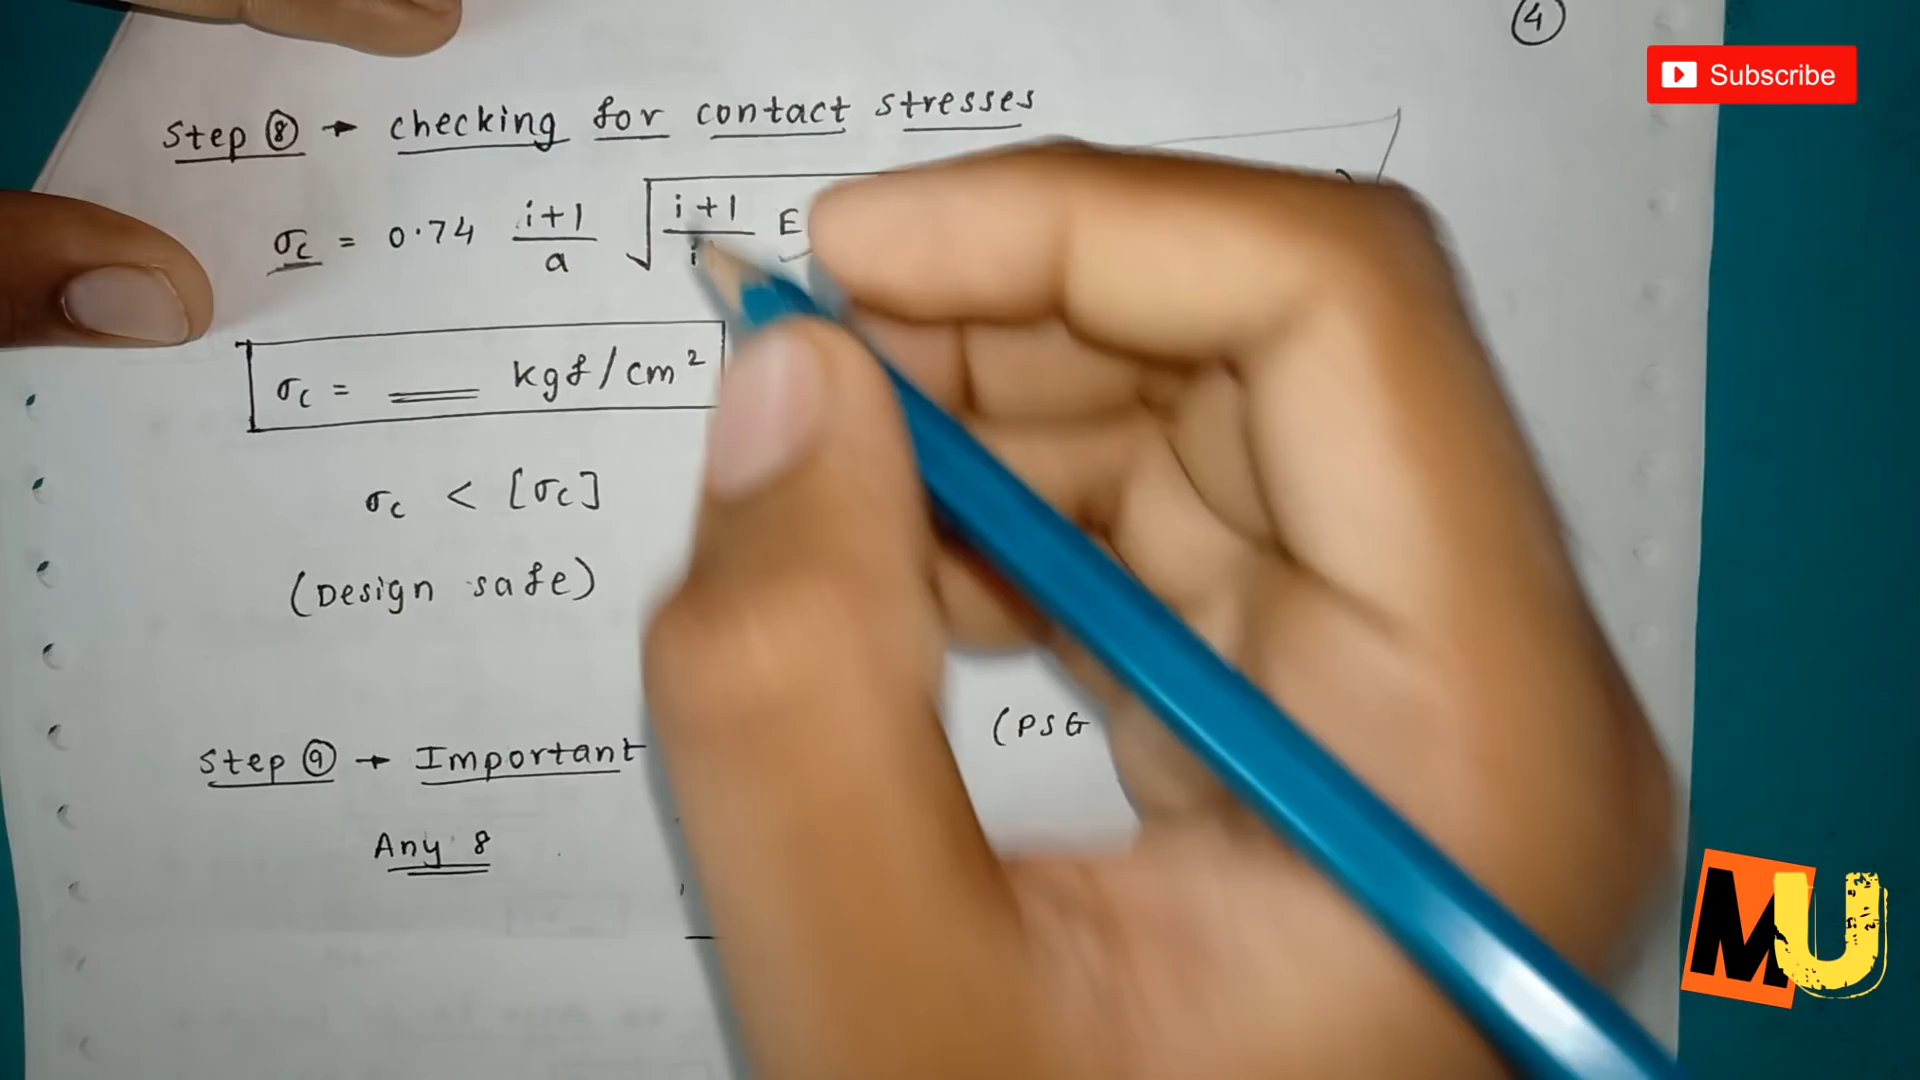 4
Subscribe
Step 8 → checking for contact stresses
σc = 0.74 i+1/a √ i+1/i E
σc = ___ kgf/cm²
σc < [σc]
(Design safe)
(PSG
Step 9 → Important
Any 8
MU